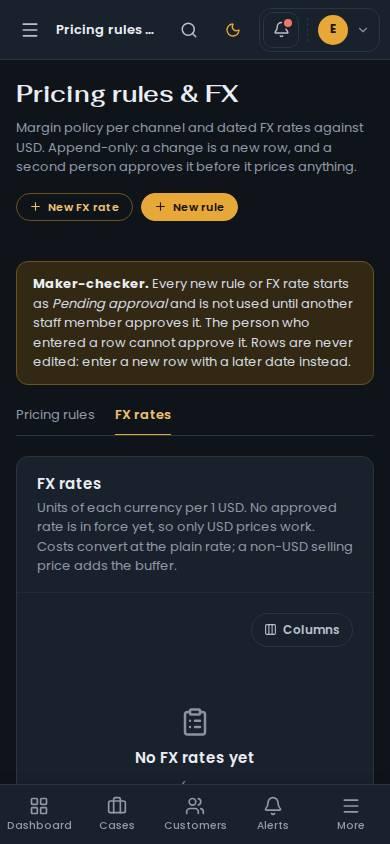 Pricing rules ...
E
Pricing rules & FX
Margin policy per channel and dated FX rates against
USD. Append-only: a change is a new row, and a
second person approves it before it prices anything.
New FX rate
New rule
Maker-checker. Every new rule or FX rate starts
as Pending approval and is not used until another
staff member approves it. The person who
entered a row cannot approve it. Rows are never
edited: enter a new row with a later date instead.
Pricing rules
FX rates
FX rates
Units of each currency per 1 USD. No approved
rate is in force yet, so only USD prices work.
Costs convert at the plain rate; a non-USD selling
price adds the buffer.
Columns
No FX rates yet
Dashboard
Cases
Customers
Alerts
More